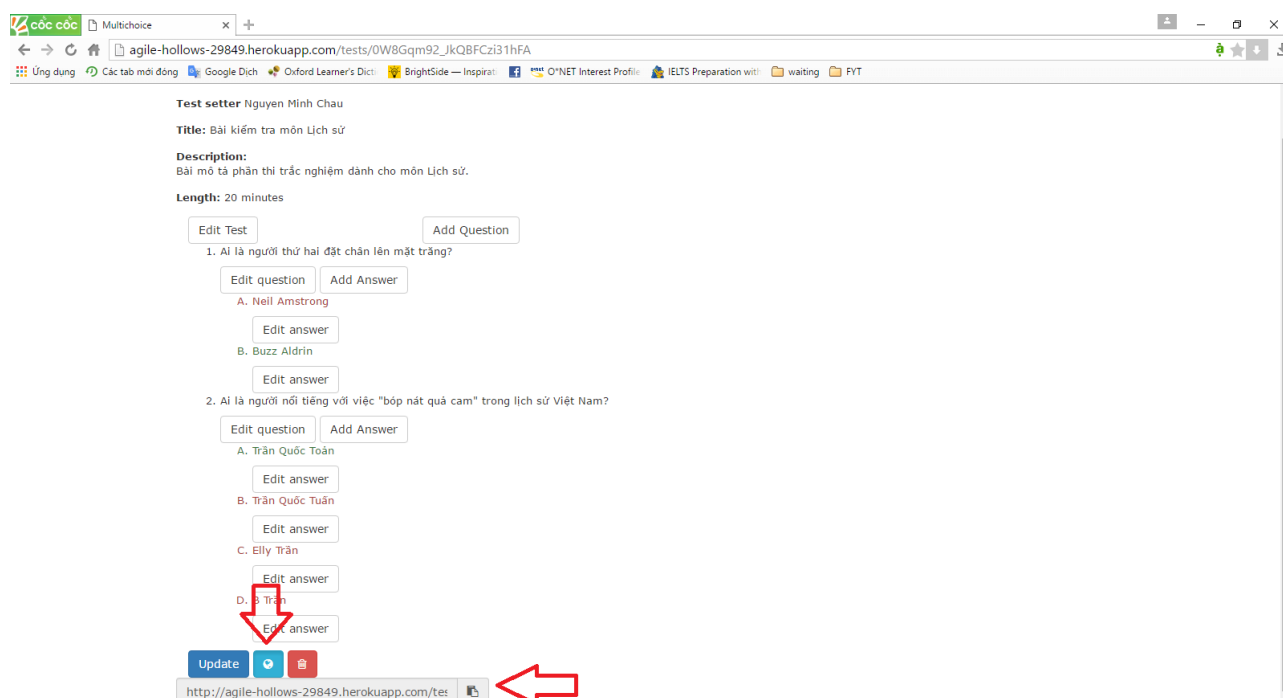 cốc cốc Multichoice
agile-hollows-29849.herokuapp.com/tests/0W8Gqm92_JkQBFCzi31hFA
Ứng dụng Các tab mới đóng Google Dịch Oxford Learner's Dicti BrightSide — Inspirati O*NET Interest Profile IELTS Preparation with waiting FYT
Test setter Nguyen Minh Chau
Title: Bài kiểm tra môn Lịch sử
Description:
Bài mô tả phần thi trắc nghiệm dành cho môn Lịch sử.
Length: 20 minutes
Edit Test Add Question
1. Ai là người thứ hai đặt chân lên mặt trăng?
Edit question Add Answer
A. Neil Amstrong
Edit answer
B. Buzz Aldrin
Edit answer
2. Ai là người nổi tiếng với việc "bóp nát quả cam" trong lịch sử Việt Nam?
Edit question Add Answer
A. Trần Quốc Toản
Edit answer
B. Trần Quốc Tuấn
Edit answer
C. Elly Trần
Edit answer
D. B Trần
Edit answer
Update
http://agile-hollows-29849.herokuapp.com/tes